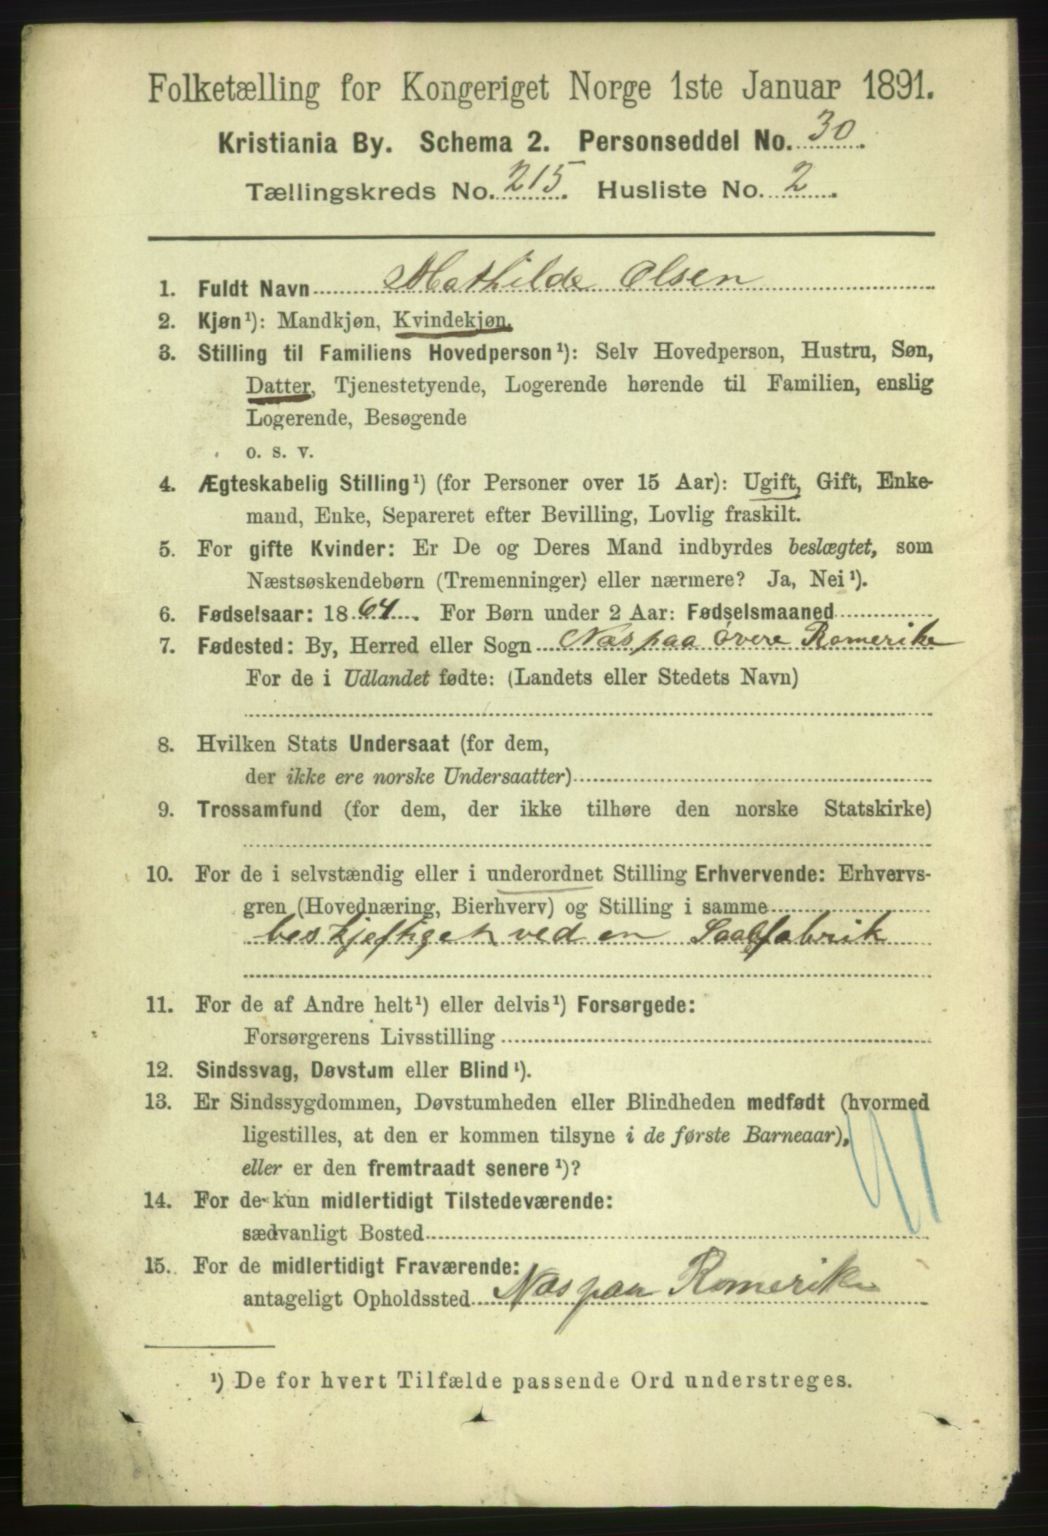 Folketælling for Kongeriget Norge 1ste Januar 1891.
Kristiania By. Schema 2. Personseddel No. 30.
Tællingskreds No. 215. Husliste No. 2.
1. Fuldt Navn Mathilde Olsen
2. Kjøn¹): Mandkjøn, Kvindekjøn.
3. Stilling til Familiens Hovedperson¹): Selv Hovedperson, Hustru, Søn,
Datter, Tjenestetyende, Logerende hørende til Familien, enslig
Logerende, Besøgende
o. s. v.
4. Ægteskabelig Stilling¹) (for Personer over 15 Aar): Ugift, Gift, Enke-
mand, Enke, Separeret efter Bevilling, Lovlig fraskilt.
5. For gifte Kvinder: Er De og Deres Mand indbyrdes beslægtet, som
Næstsøskendebørn (Tremenninger) eller nærmere? Ja, Nei¹).
6. Fødselsaar: 1864. For Børn under 2 Aar: Fødselsmaaned
7. Fødested: By, Herred eller Sogn Næs paa øvere Romerike
For de i Udlandet fødte: (Landets eller Stedets Navn)
8. Hvilken Stats Undersaat (for dem,
der ikke ere norske Undersaatter)
9. Trossamfund (for dem, der ikke tilhøre den norske Statskirke)
10. For de i selvstændig eller i underordnet Stilling Erhvervende: Erhvervs-
gren (Hovednæring, Bierhverv) og Stilling i samme
beskjeftiget ved en
11. For de af Andre helt¹) eller delvis¹) Forsørgede:
Forsørgerens Livsstilling
12. Sindssvag, Døvstum eller Blind¹).
13. Er Sindssygdommen, Døvstumheden eller Blindheden medfødt (hvormed
ligestilles, at den er kommen tilsyne i de første Barneaar),
eller er den fremtraadt senere¹)?
14. For de kun midlertidigt Tilstedeværende:
sædvanligt Bosted
15. For de midlertidigt Fraværende:
antageligt Opholdssted Næs paa Romerike
¹) De for hvert Tilfælde passende Ord understreges.